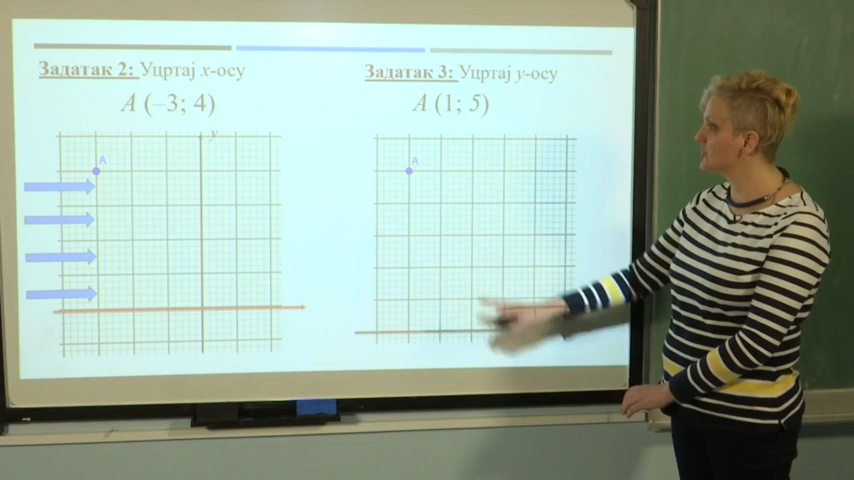 Задатак 2: Уцртај x-осу
A (–3; 4)
y
A
Задатак 3: Уцртај y-осу
A (1; 5)
A